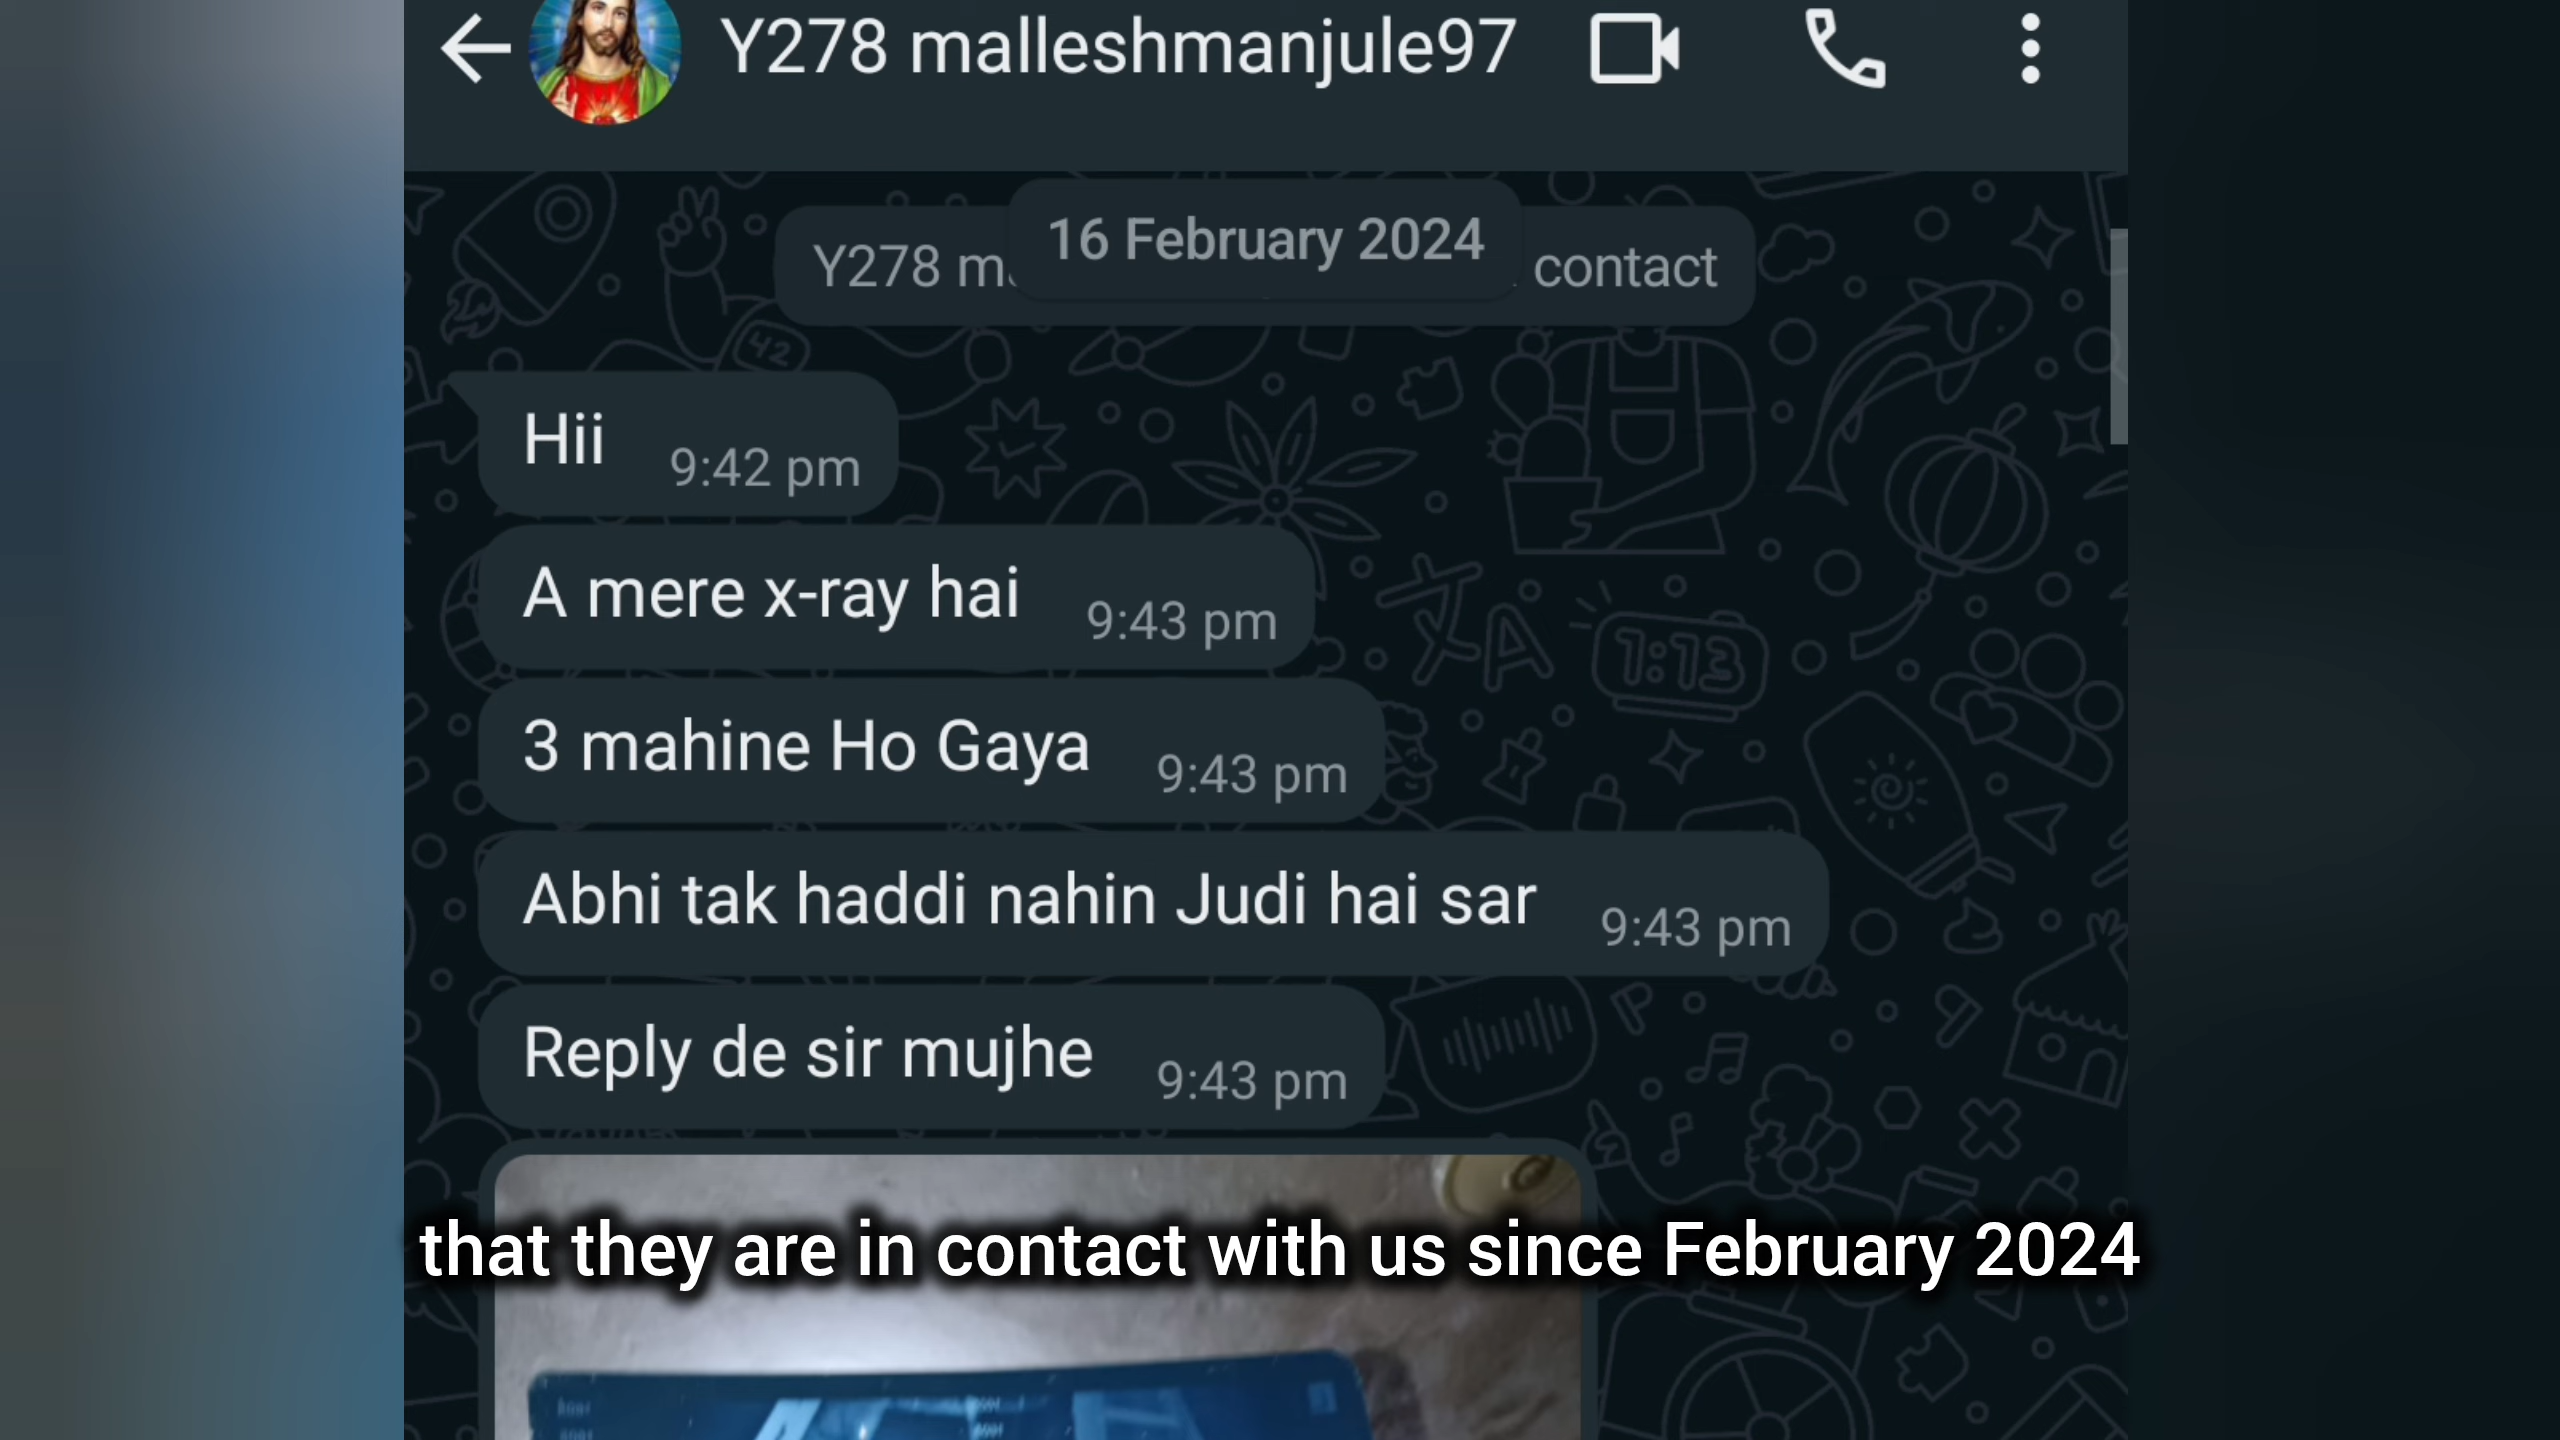 Y278 malleshmanjule97
16 February 2024
Y278 contact
Hii 9:42 pm
A mere x-ray hai 9:43 pm
3 mahine Ho Gaya 9:43 pm
Abhi tak haddi nahin Judi hai sar 9:43 pm
Reply de sir mujhe 9:43 pm
that they are in contact with us since February 2024